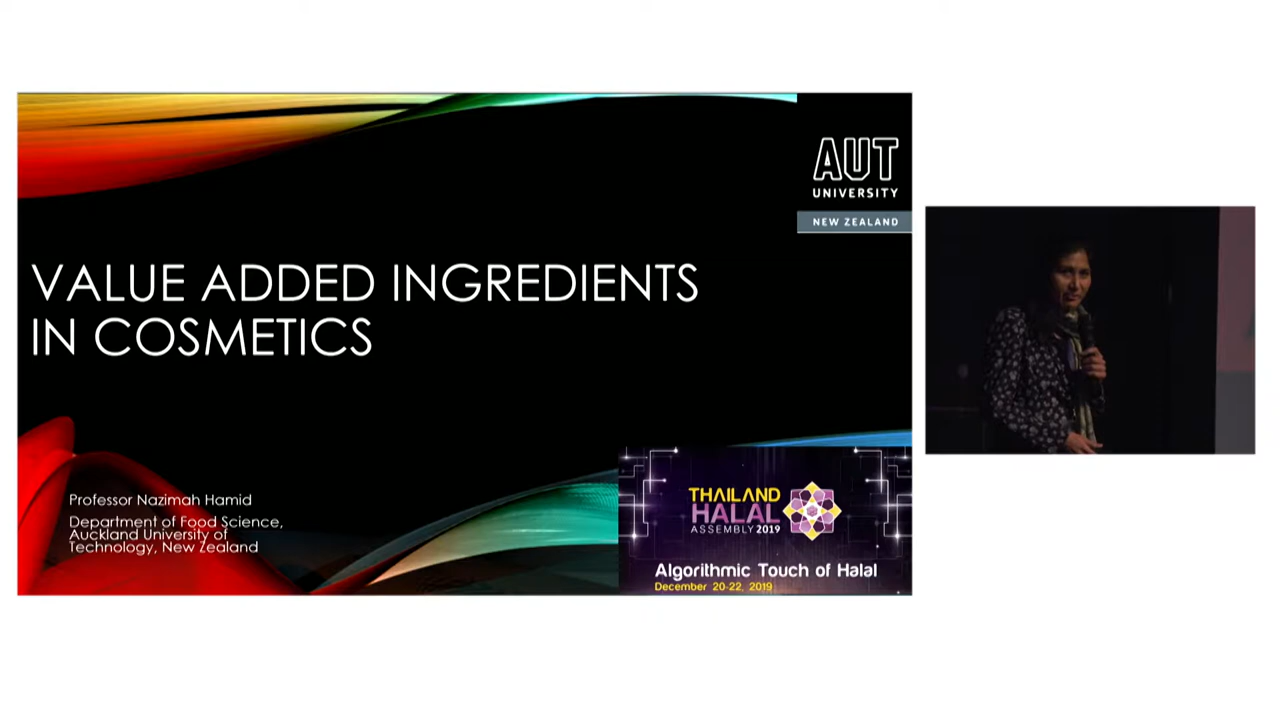 AUT
UNIVERSITY
NEW ZEALAND
VALUE ADDED INGREDIENTS
IN COSMETICS
Professor Nazimah Hamid
Department of Food Science,
Auckland University of
Technology, New Zealand
THAILAND
HALAL
ASSEMBLY 2019
Algorithmic Touch of Halal
December 20-22, 2019